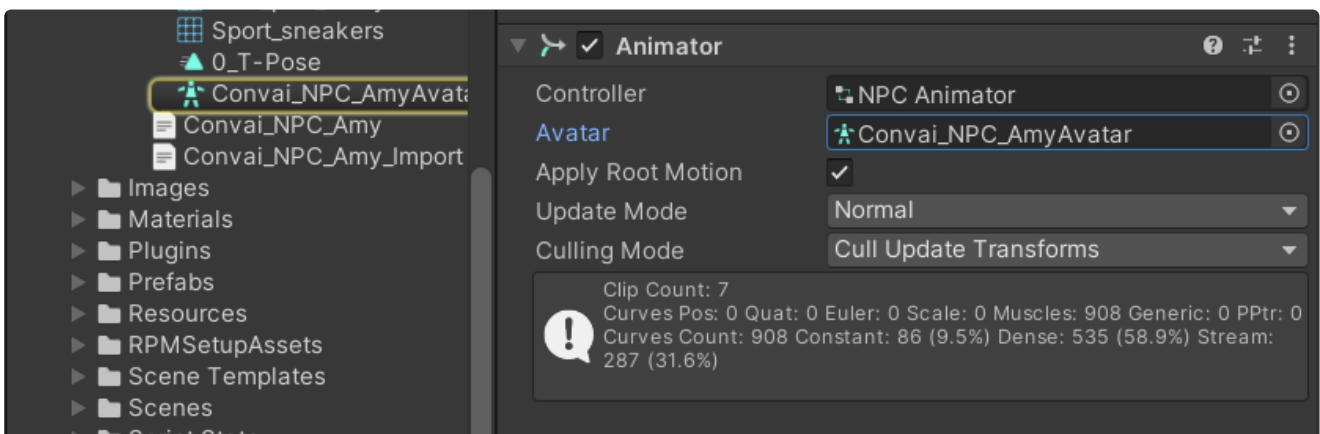 Sport_sneakers
0_T-Pose
Convai_NPC_AmyAvata
Convai_NPC_Amy
Convai_NPC_Amy_Import
Images
Materials
Plugins
Prefabs
Resources
RPMSetupAssets
Scene Templates
Scenes
Animator
Controller
NPC Animator
Avatar
Convai_NPC_AmyAvatar
Apply Root Motion
Update Mode
Normal
Culling Mode
Cull Update Transforms
Clip Count: 7
Curves Pos: 0 Quat: 0 Euler: 0 Scale: 0 Muscles: 908 Generic: 0 PPtr: 0
Curves Count: 908 Constant: 86 (9.5%) Dense: 535 (58.9%) Stream:
287 (31.6%)